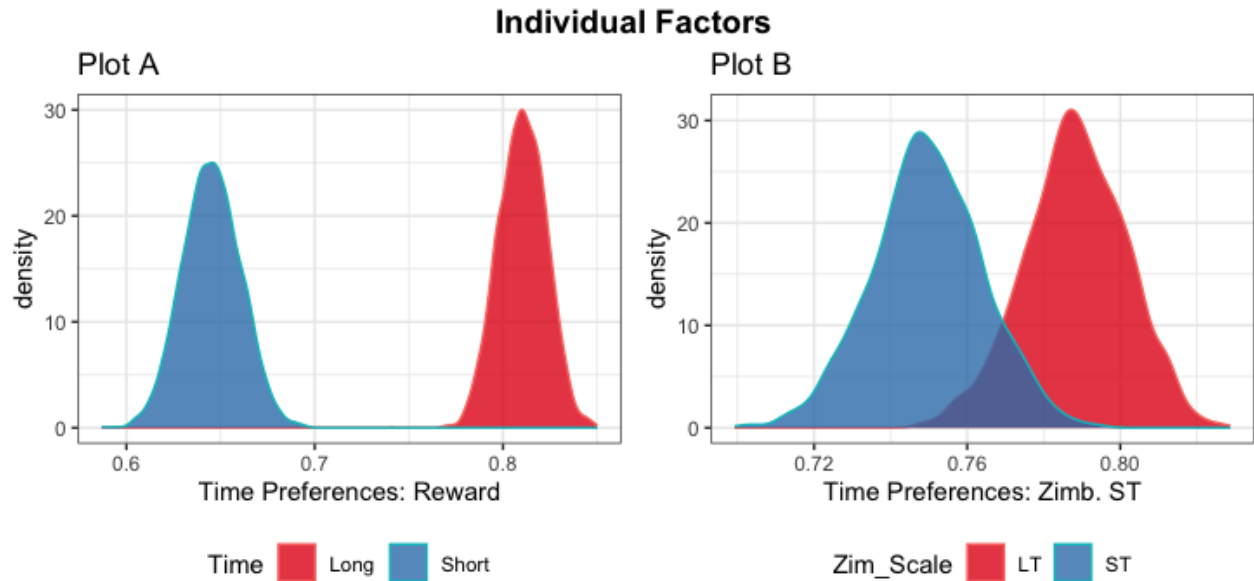 Individual Factors
Plot A
Plot B
30
20
10
0
density
0.6
0.7
0.8
Time Preferences: Reward
Time
Long
Short
30
20
10
0
density
0.72
0.76
0.80
Time Preferences: Zimb. ST
Zim_Scale
LT
ST